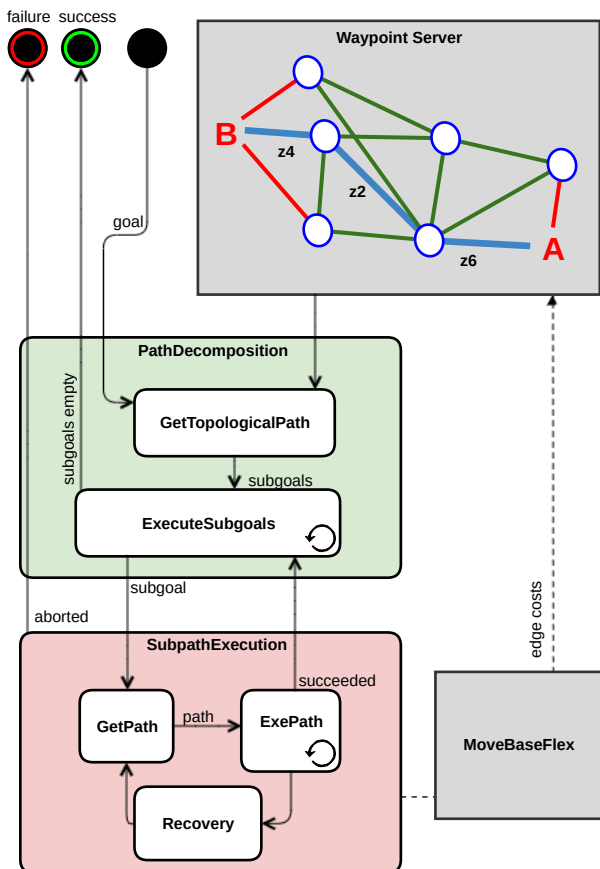 failure success
Waypoint Server
B
z4
z2
z6
A
goal
PathDecomposition
GetTopologicalPath
subgoals empty
subgoals
ExecuteSubgoals
subgoal
aborted
edge costs
SubpathExecution
succeeded
GetPath
path
ExePath
MoveBaseFlex
Recovery